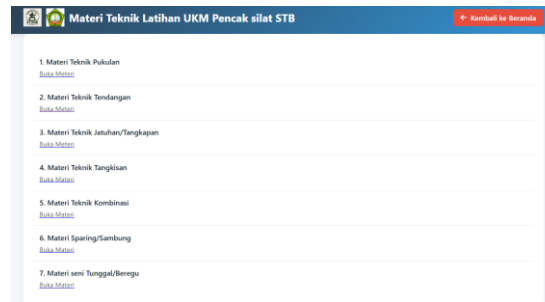 Materi Teknik Latihan UKM Pencak silat STB
← Kembali ke Beranda
1. Materi Teknik Pukulan
Buka Meteri
2. Materi Teknik Tendangan
Buka Materi
3. Materi Teknik Jatuhan/Tangkapan
Buka Meteri
4. Materi Teknik Tangkisan
Buka Materi
5. Materi Teknik Kombinasi
Buka Materi
6. Materi Sparing/Sambung
Buka Materi
7. Materi seni Tunggal/Beregu
Buka Materi